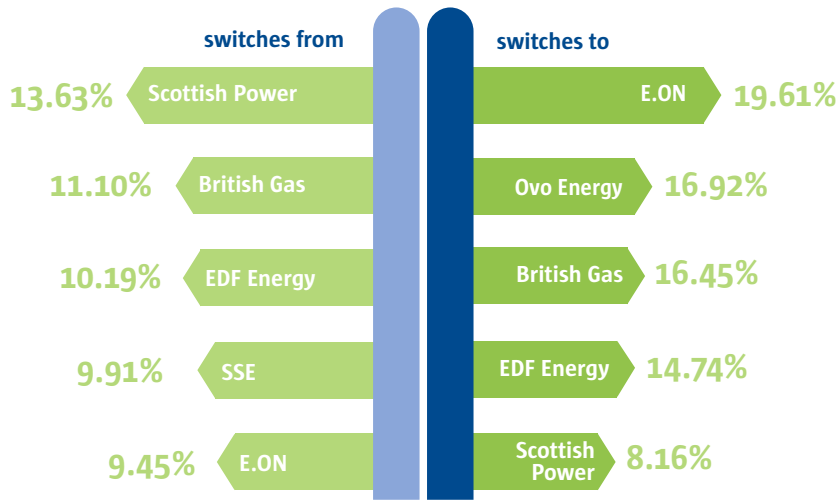 switches from
13.63% Scottish Power
11.10% British Gas
10.19% EDF Energy
9.91% SSE
9.45% E.ON
switches to
E.ON 19.61%
Ovo Energy 16.92%
British Gas 16.45%
EDF Energy 14.74%
Scottish
Power 8.16%